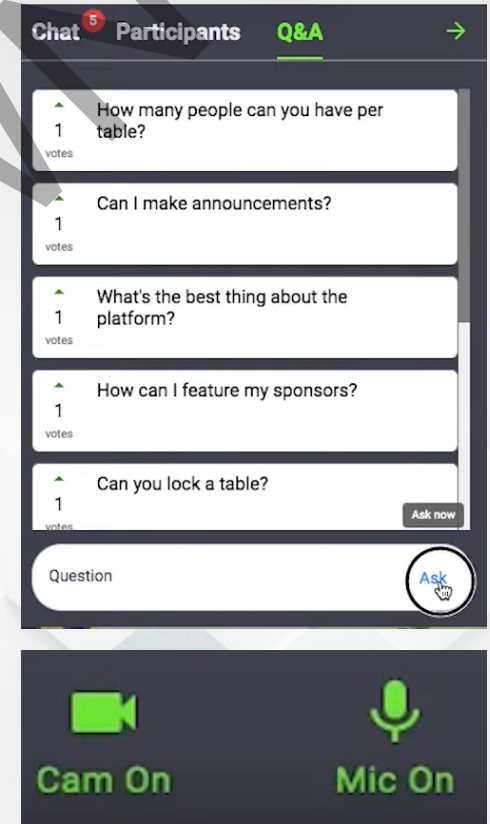 Chat 5 Participants Q&A →
How many people can you have per
table?
1
votes
Can I make announcements?
1
votes
What's the best thing about the
platform?
1
votes
How can I feature my sponsors?
1
votes
Can you lock a table?
1
votes
Ask now
Question
Ask
Cam On Mic On